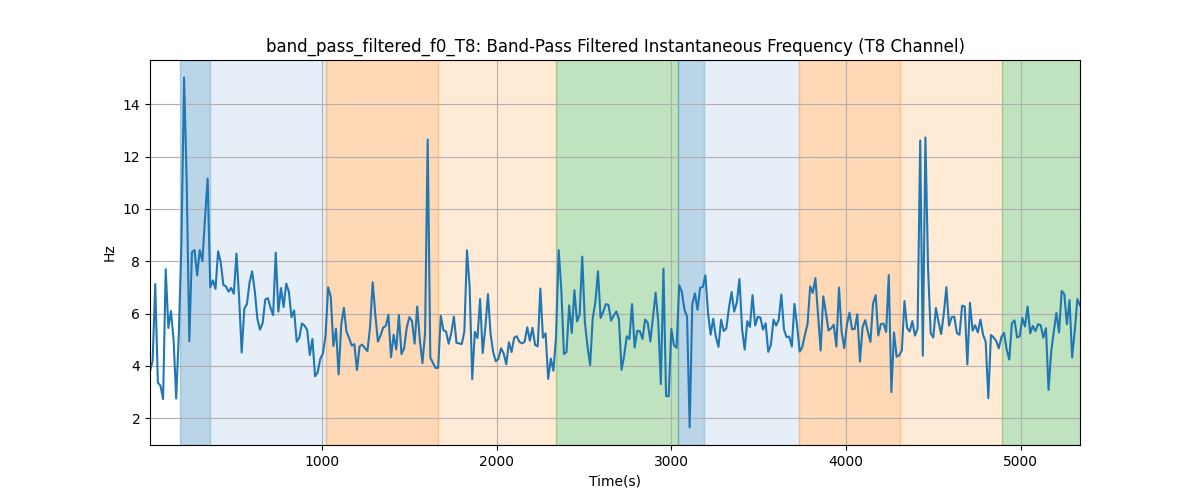 band_pass_filtered_f0_T8: Band-Pass Filtered Instantaneous Frequency (T8 Channel)
14
12
10
8
6
4
2
Hz
1000 2000 3000 4000 5000
Time(s)